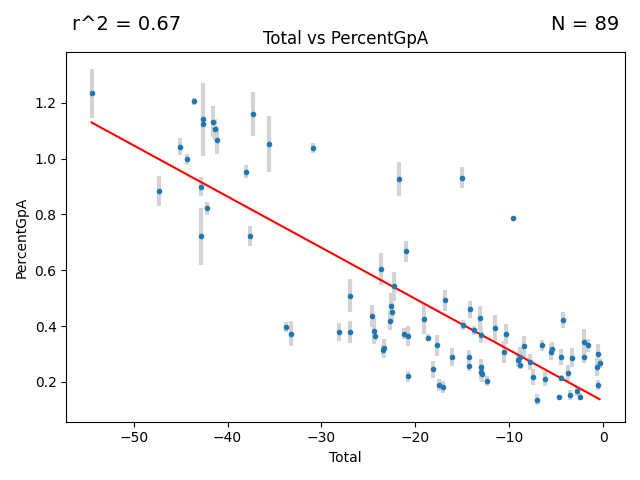 r^2 = 0.67
N = 89
Total vs PercentGpA
PercentGpA
1.2
1.0
0.8
0.6
0.4
0.2
−50
−40
−30
−20
−10
0
Total